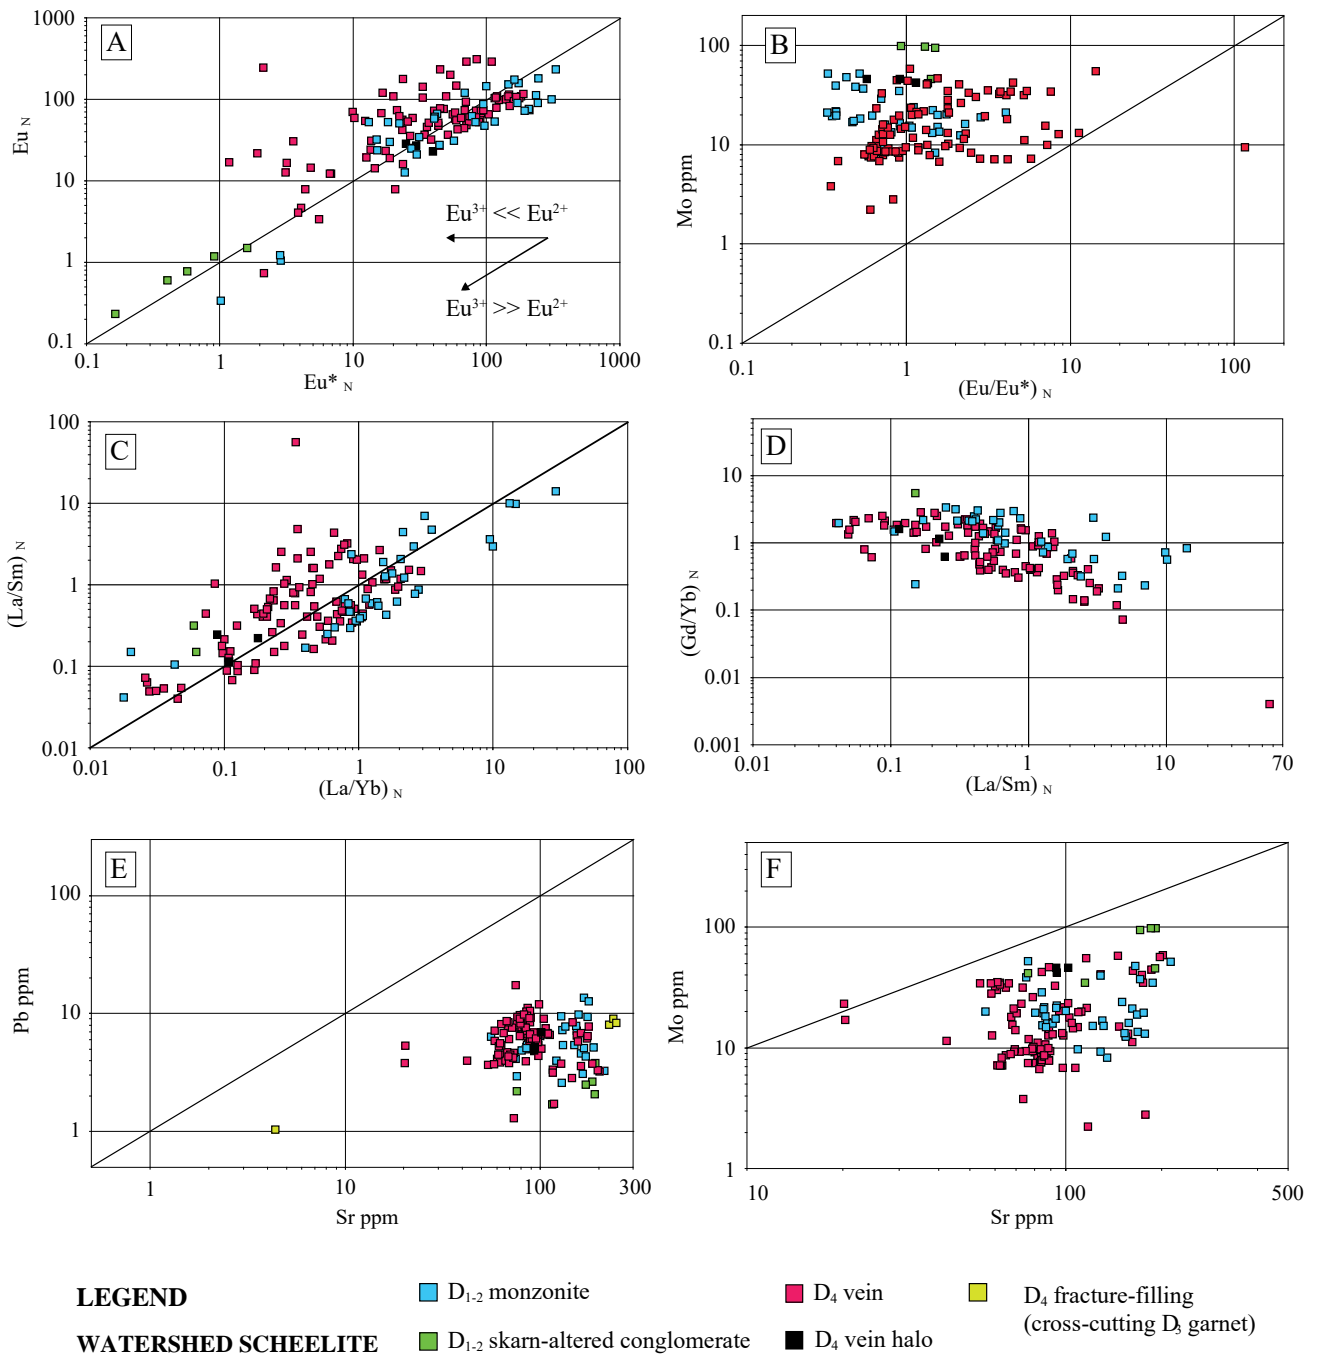 A
Eu N
1000
100
10
1
0.1
Eu³⁺ << Eu²⁺
Eu³⁺ >> Eu²⁺
0.1 1 10 100 1000
Eu* N
B
Mo ppm
100
10
1
0.1
0.1 1 10 100
(Eu/Eu*) N
C
(La/Sm) N
100
10
1
0.1
0.01
0.01 0.1 1 10 100
(La/Yb) N
D
(Gd/Yb) N
10
1
0.1
0.01
0.001
0.01 0.1 1 10 70
(La/Sm) N
E
Pb ppm
100
10
1
1 10 100 300
Sr ppm
F
Mo ppm
100
10
1
10 100 500
Sr ppm
LEGEND
WATERSHED SCHEELITE
D₁₋₂ monzonite
D₁₋₂ skarn-altered conglomerate
D₄ vein
D₄ vein halo
D₄ fracture-filling
(cross-cutting D₃ garnet)